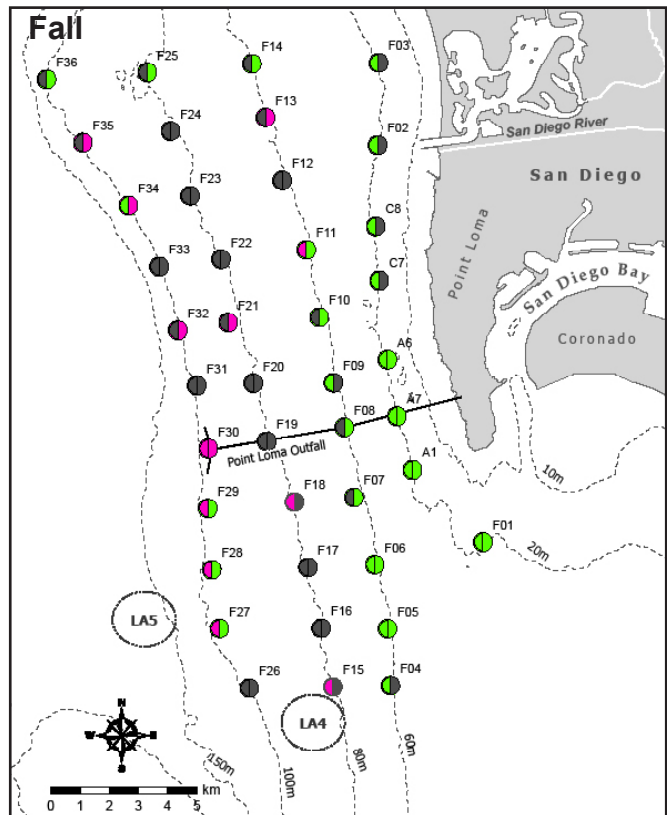 Fall
F36
F25
F14
F03
F35
F24
F13
F02
San Diego River
San Diego
F34
F23
F12
C8
Point Loma
F33
F22
F11
C7
San Diego Bay
F32
F21
F10
Coronado
A6
F31
F20
F09
A7
F30
F19
F08
Point Loma Outfall
A1
10m
F29
F18
F07
F01
20m
F28
F17
F06
LA5
F27
F16
F05
F26
F15
F04
LA4
N
W
E
S
150m
100m
80m
60m
km
0 1 2 3 4 5